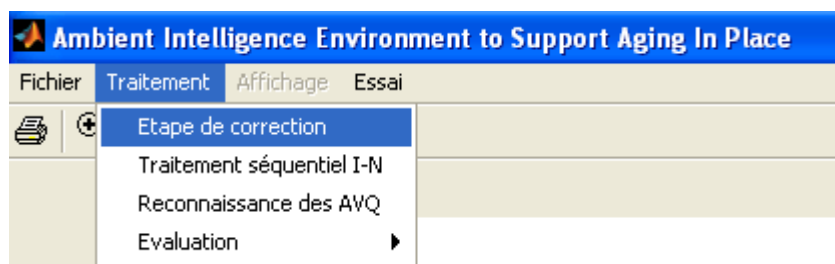 Ambient Intelligence Environment to Support Aging In Place
Fichier Traitement Affichage Essai
Etape de correction
Traitement séquentiel I-N
Reconnaissance des AVQ
Evaluation